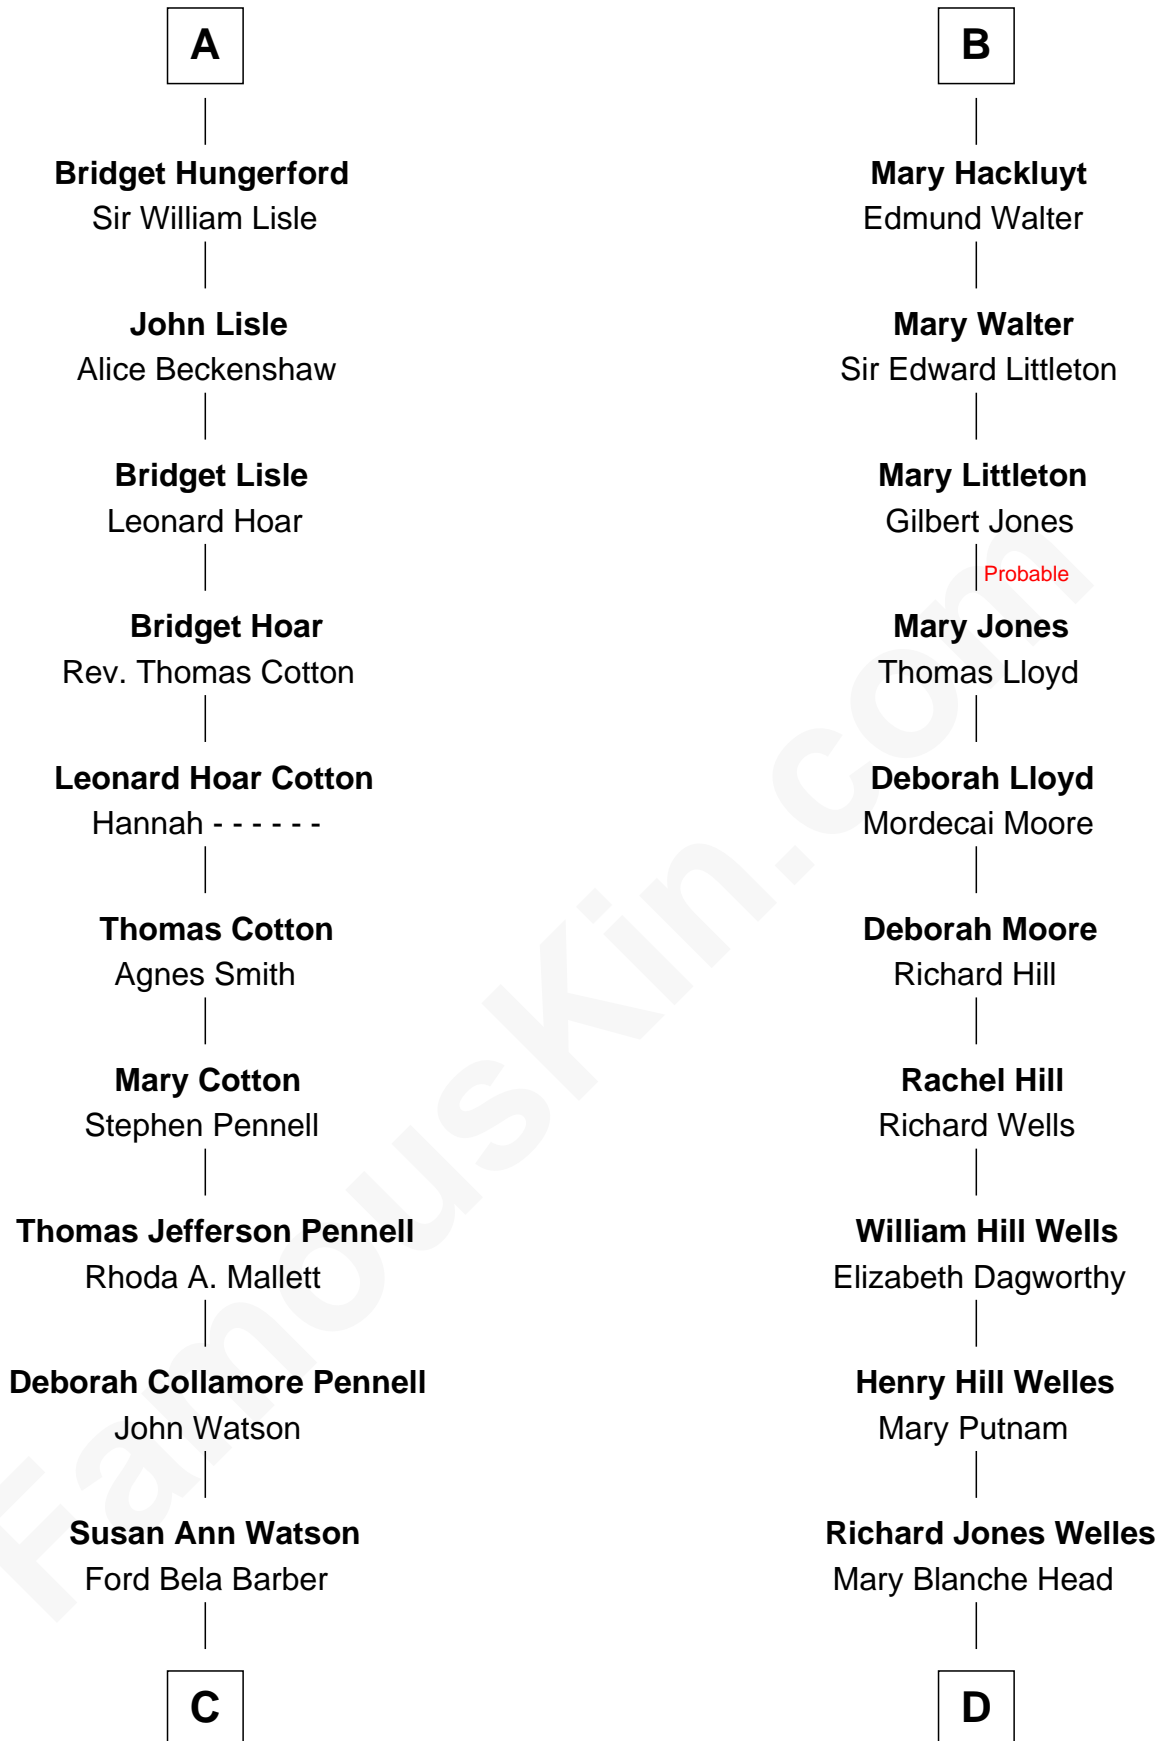 A
Bridget Hungerford
Sir William Lisle
John Lisle
Alice Beckenshaw
Bridget Lisle
Leonard Hoar
Bridget Hoar
Rev. Thomas Cotton
Leonard Hoar Cotton
Hannah - - - - - -
Thomas Cotton
Agnes Smith
Mary Cotton
Stephen Pennell
Thomas Jefferson Pennell
Rhoda A. Mallett
Deborah Collamore Pennell
John Watson
Susan Ann Watson
Ford Bela Barber
C
B
Mary Hackluyt
Edmund Walter
Mary Walter
Sir Edward Littleton
Mary Littleton
Gilbert Jones
Probable
Mary Jones
Thomas Lloyd
Deborah Lloyd
Mordecai Moore
Deborah Moore
Richard Hill
Rachel Hill
Richard Wells
William Hill Wells
Elizabeth Dagworthy
Henry Hill Welles
Mary Putnam
Richard Jones Welles
Mary Blanche Head
D
FamousKin.com